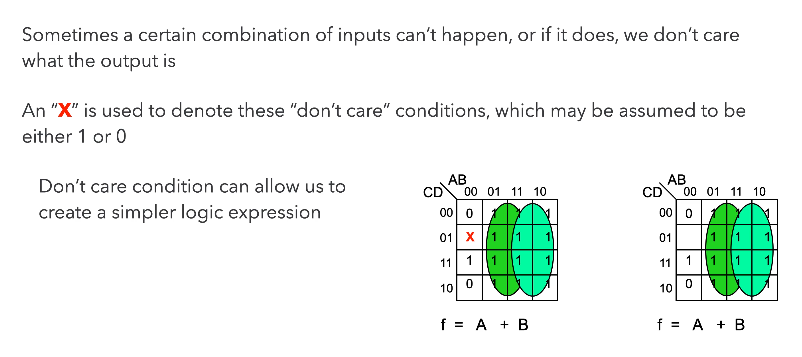 Sometimes a certain combination of inputs can't happen, or if it does, we don't care
what the output is
An "X" is used to denote these "don't care" conditions, which may be assumed to be
either 1 or 0
Don't care condition can allow us to
create a simpler logic expression
AB
CD 00 01 11 10
00 0 1 1 1
01 X 1 1 1
11 1 1 1 1
10 0 1 1 1
f = A + B
AB
CD 00 01 11 10
00 0 1 1 1
01 1 1 1
11 1 1 1 1
10 0 1 1 1
f = A + B